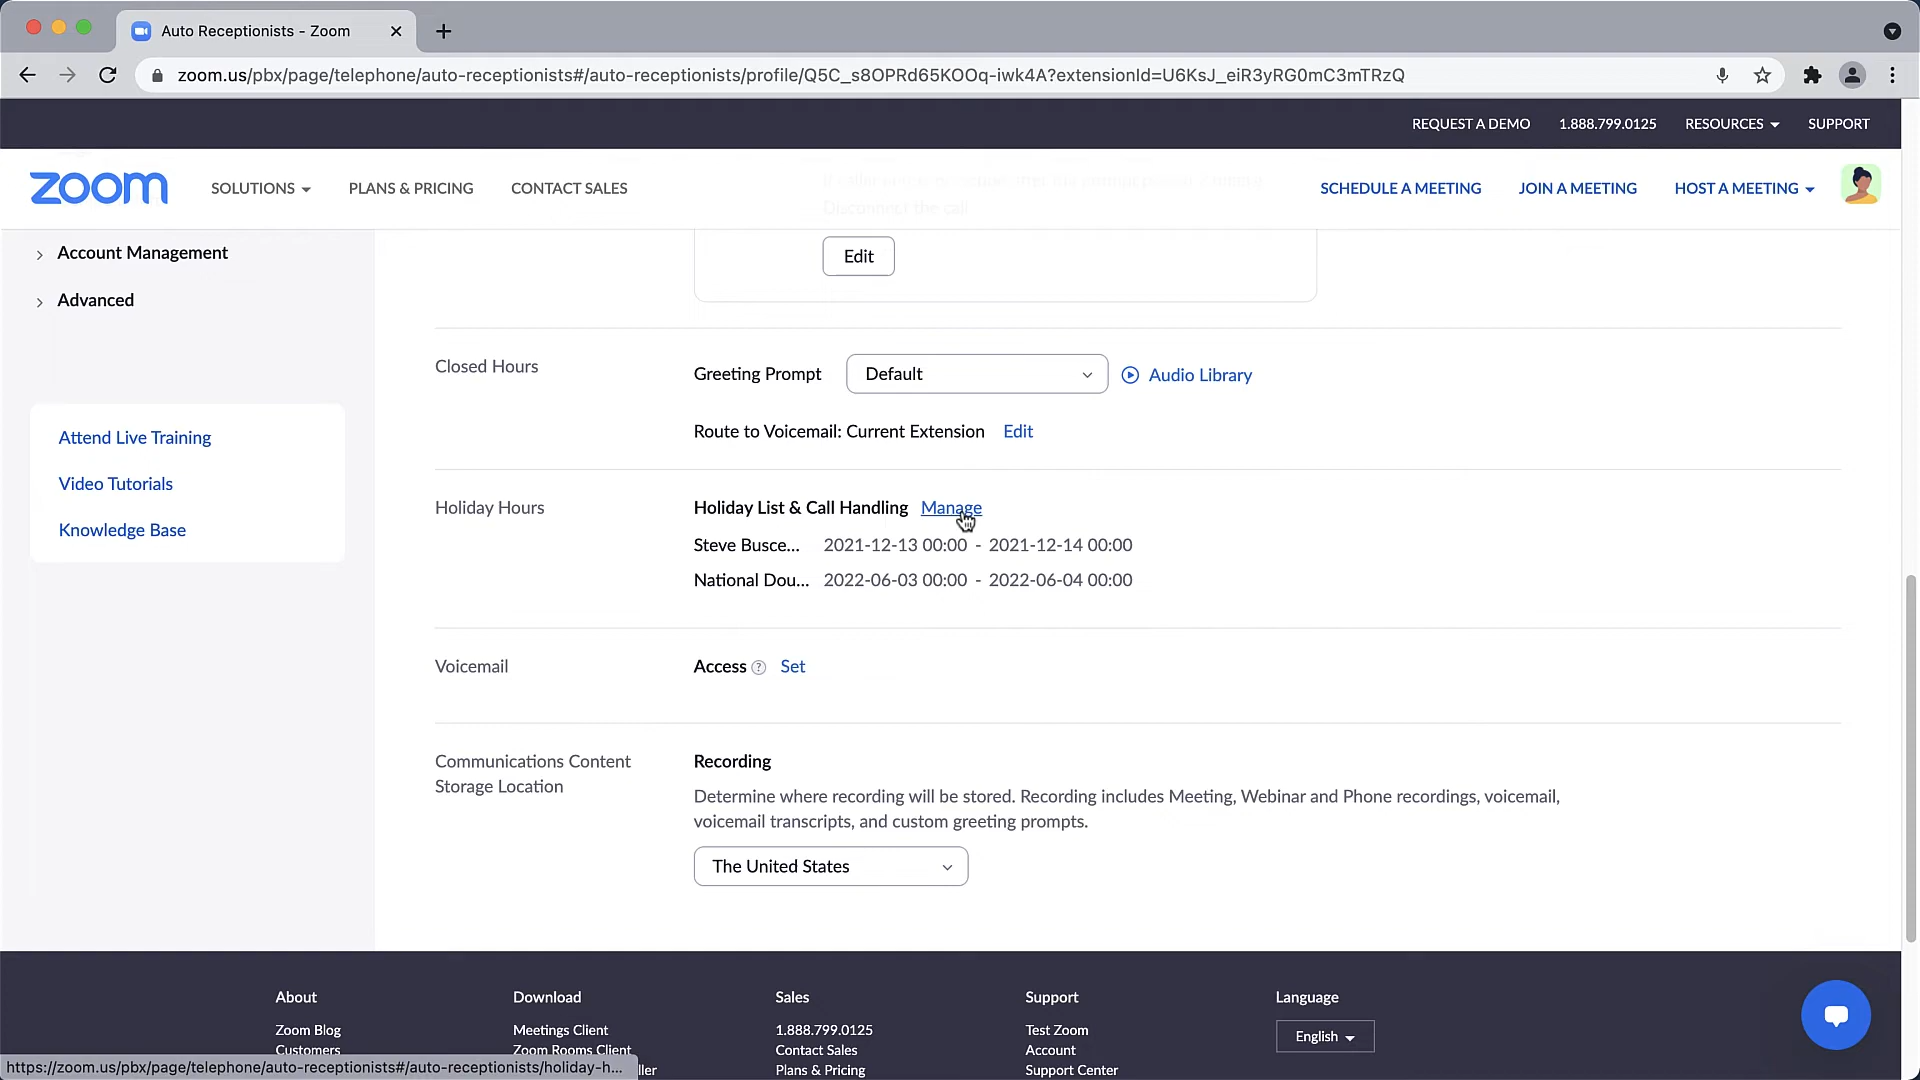 Auto Receptionists - Zoom
zoom.us/pbx/page/telephone/auto-receptionists#/auto-receptionists/profile/Q5C_s8OPRd65KOOq-iwk4A?extensionId=U6KsJ_eiR3yRG0mC3mTRzQ
REQUEST A DEMO 1.888.799.0125 RESOURCES SUPPORT
zoom SOLUTIONS PLANS & PRICING CONTACT SALES SCHEDULE A MEETING JOIN A MEETING HOST A MEETING
Disconnect the call
Account Management
Edit
Advanced
Closed Hours
Greeting Prompt Default Audio Library
Route to Voicemail: Current Extension Edit
Attend Live Training
Video Tutorials
Knowledge Base
Holiday Hours
Holiday List & Call Handling Manage
Steve Busce... 2021-12-13 00:00 - 2021-12-14 00:00
National Dou... 2022-06-03 00:00 - 2022-06-04 00:00
Voicemail
Access Set
Communications Content
Storage Location
Recording
Determine where recording will be stored. Recording includes Meeting, Webinar and Phone recordings, voicemail,
voicemail transcripts, and custom greeting prompts.
The United States
About Download Sales Support Language
Zoom Blog Meetings Client 1.888.799.0125 Test Zoom English
Customers Zoom Rooms Client Contact Sales Account
ller Plans & Pricing Support Center
https://zoom.us/pbx/page/telephone/auto-receptionists#/auto-receptionists/holiday-h...